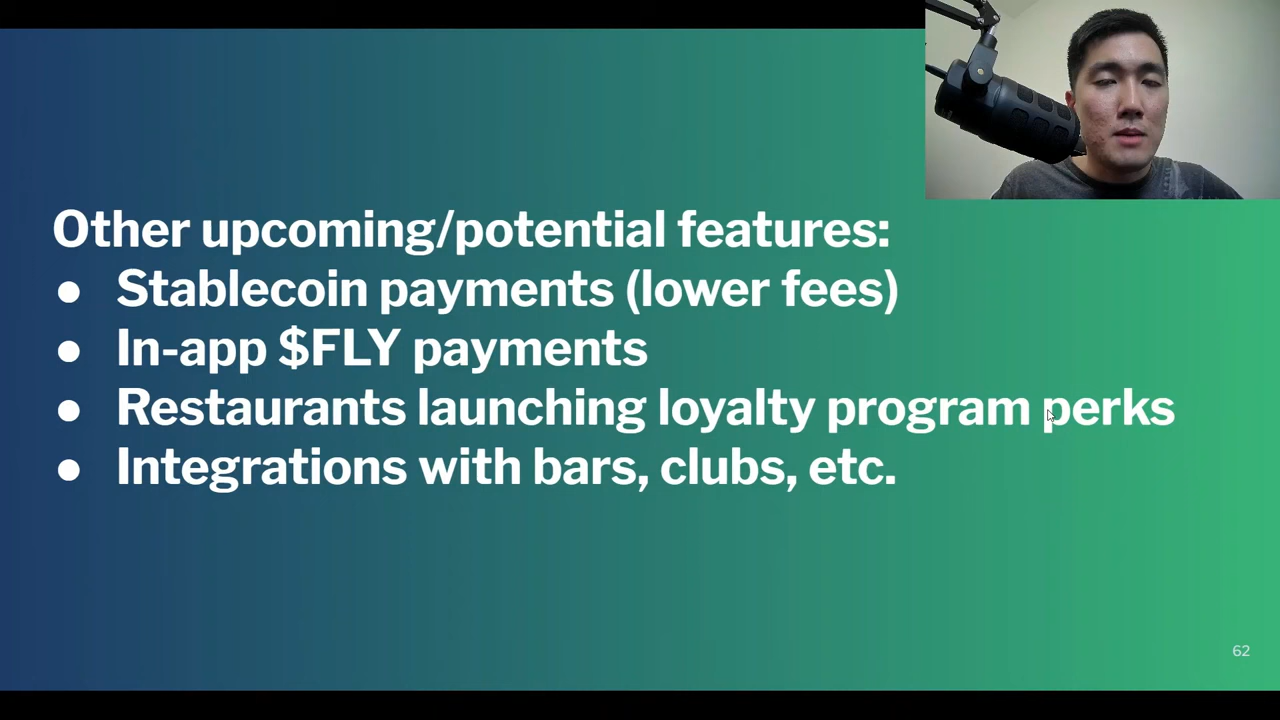 Other upcoming/potential features:
● Stablecoin payments (lower fees)
● In-app $FLY payments
● Restaurants launching loyalty program perks
● Integrations with bars, clubs, etc.
62